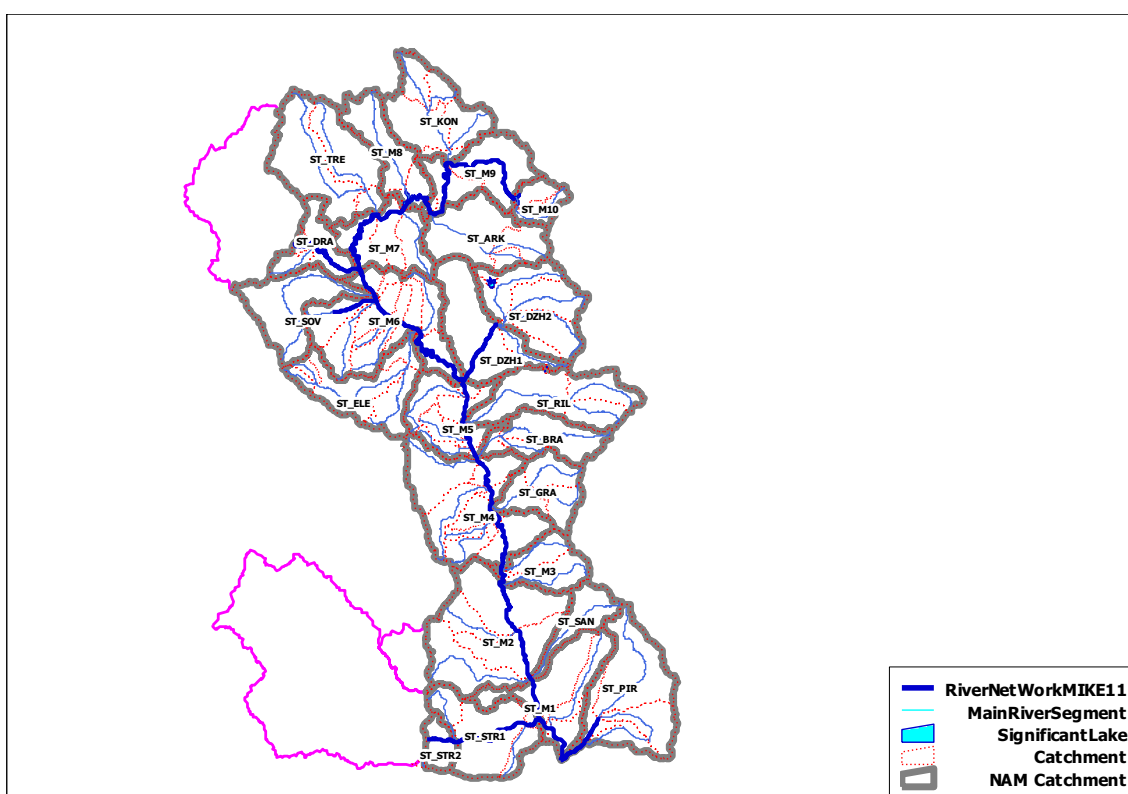 ST_KON
ST_M8
ST_TRE
ST_M9
ST_M10
ST_DRA
ST_M7
ST_ARK
ST_SOV
ST_M6
ST_DZH2
ST_DZH1
ST_ELE
ST_RIL
ST_M5
ST_BRA
ST_GRA
ST_M4
ST_M3
ST_SAN
ST_M2
ST_PIR
ST_M1
ST_STR1
ST_STR2
RiverNetWorkMIKE11
MainRiverSegment
SignificantLake
Catchment
NAM Catchment